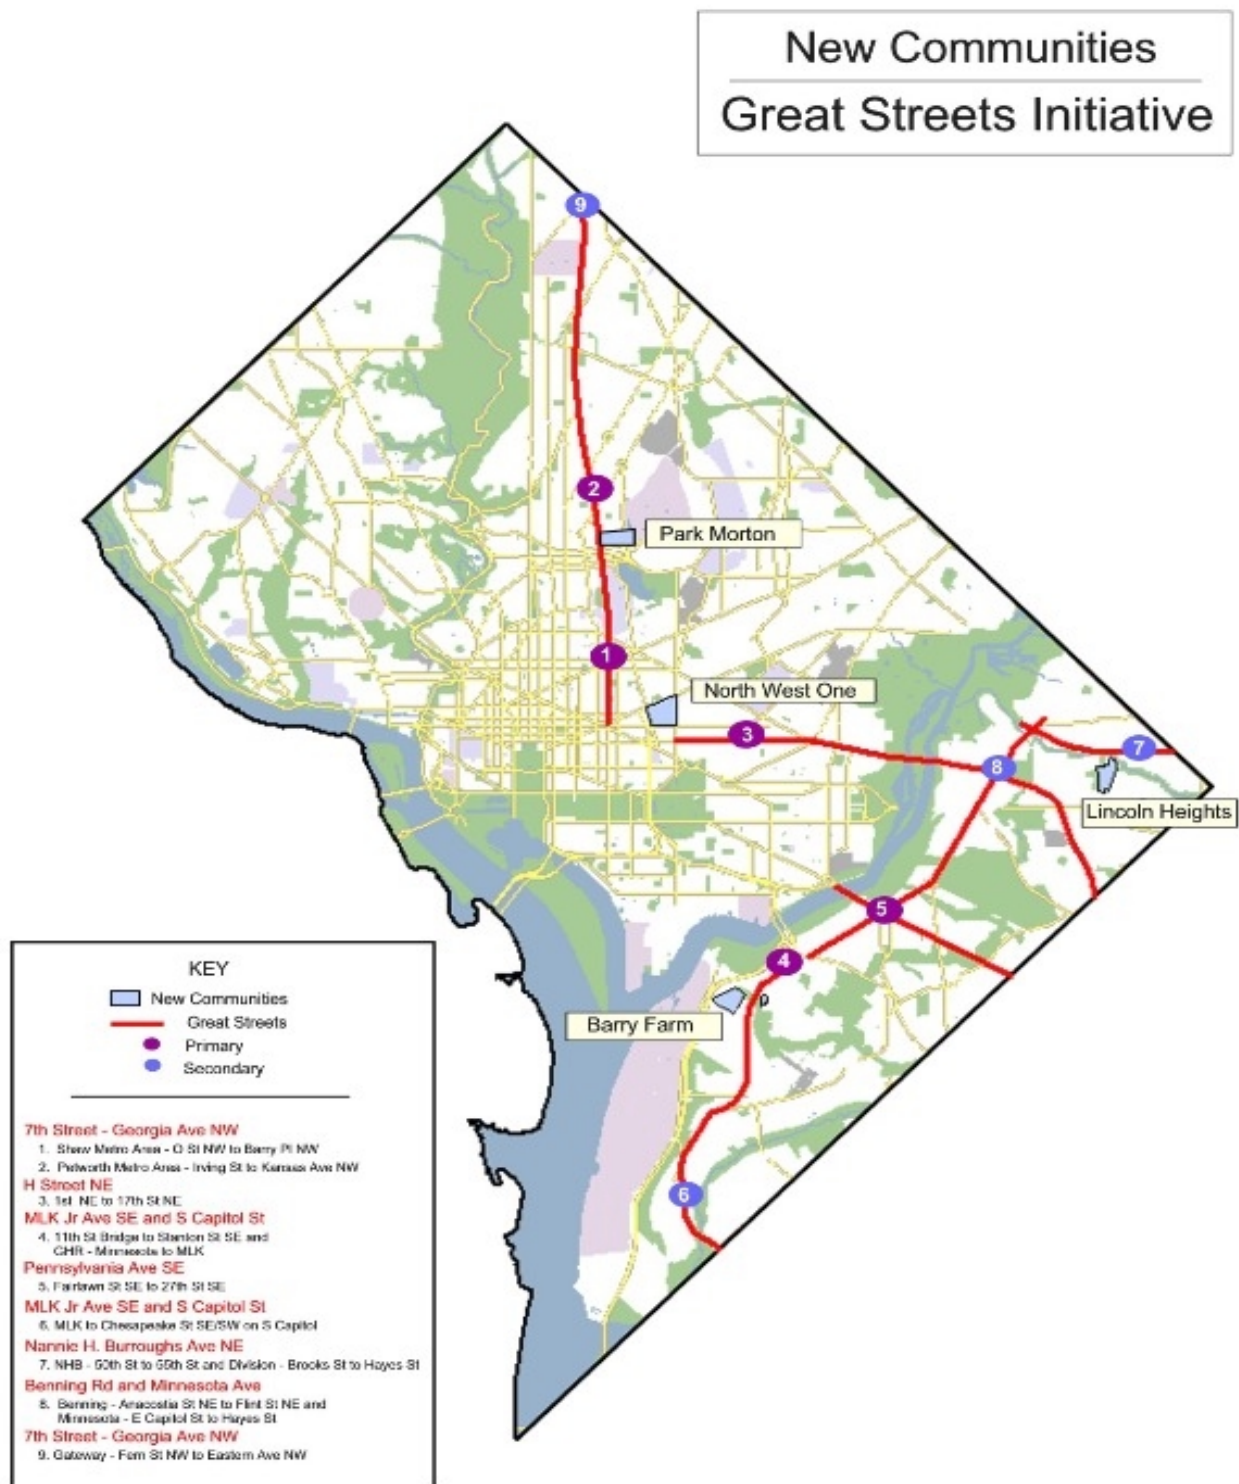 New Communities
Great Streets Initiative
9
2
Park Morton
1
North West One
3
7
8
Lincoln Heights
5
4
p
Barry Farm
6
KEY
New Communities
Great Streets
Primary
Secondary
7th Street - Georgia Ave NW
1. Shaw Metro Area - O St NW to Barry Pl NW
2. Petworth Metro Area - Irving St to Kansas Ave NW
H Street NE
3. 1st NE to 17th St NE
MLK Jr Ave SE and S Capitol St
4. 11th St Bridge to Stanton St SE and
GHR - Minnesota to MLK
Pennsylvania Ave SE
5. Fairlawn St SE to 27th St SE
MLK Jr Ave SE and S Capitol St
6. MLK to Chesapeake St SE/SW on S Capitol
Nannie H. Burroughs Ave NE
7. NHB - 50th St to 55th St and Division - Brooks St to Hayes St
Benning Rd and Minnesota Ave
8. Benning - Anacostia St NE to Flint St NE and
Minnesota - E Capitol St to Hayes St
7th Street - Georgia Ave NW
9. Gateway - Fern St NW to Eastern Ave NW